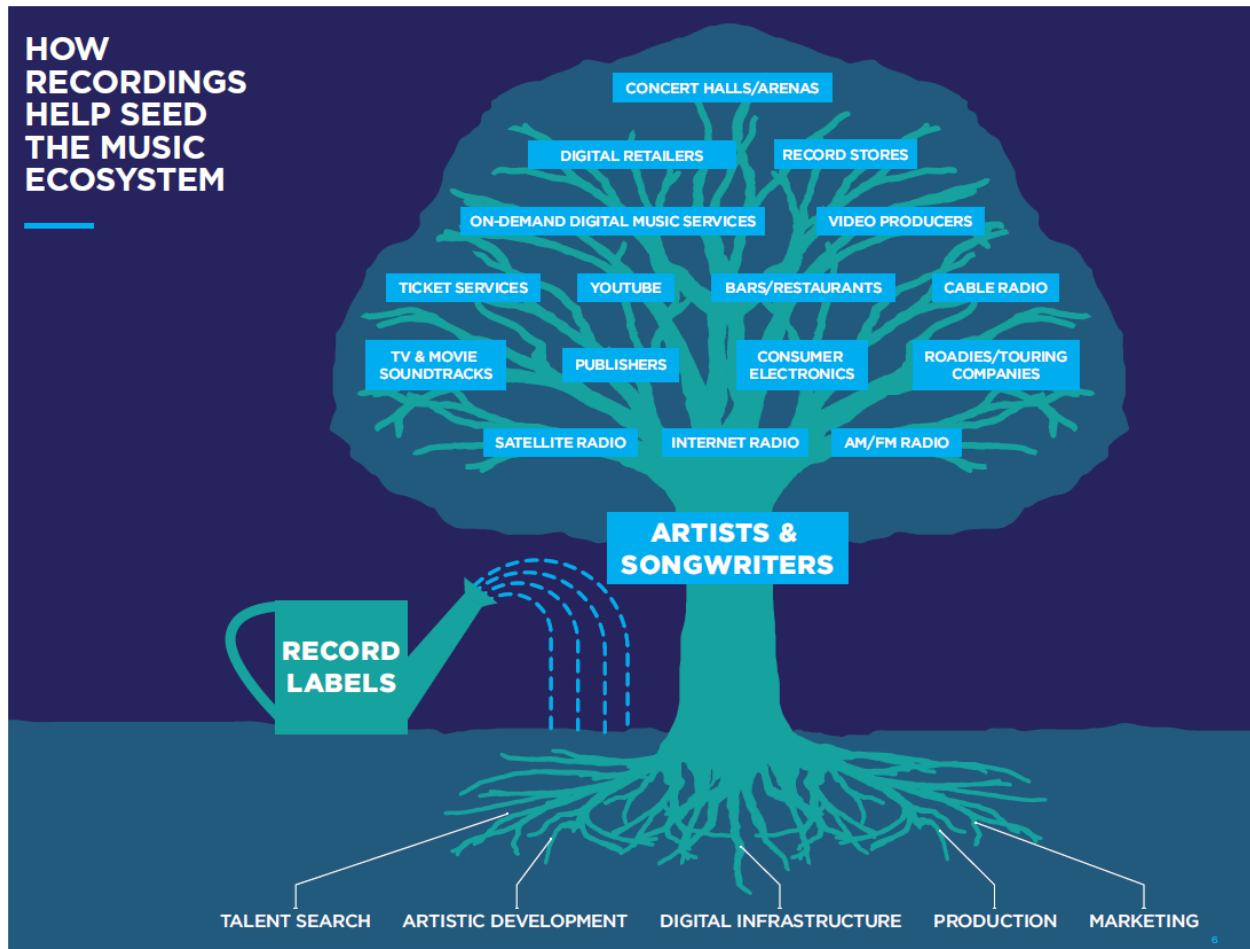 HOW
RECORDINGS
HELP SEED
THE MUSIC
ECOSYSTEM
CONCERT HALLS/ARENAS
DIGITAL RETAILERS
RECORD STORES
ON-DEMAND DIGITAL MUSIC SERVICES
VIDEO PRODUCERS
TICKET SERVICES
YOUTUBE
BARS/RESTAURANTS
CABLE RADIO
TV & MOVIE
SOUNDTRACKS
PUBLISHERS
CONSUMER
ELECTRONICS
ROADIES/TOURING
COMPANIES
SATELLITE RADIO
INTERNET RADIO
AM/FM RADIO
ARTISTS &
SONGWRITERS
RECORD
LABELS
TALENT SEARCH
ARTISTIC DEVELOPMENT
DIGITAL INFRASTRUCTURE
PRODUCTION
MARKETING
6